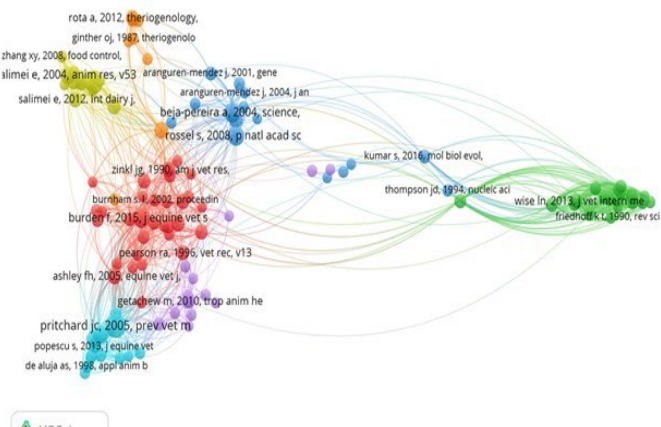 rota a, 2012, theriogenology,
ginther oj, 1987, theriogenolo
zhang xy, 2008, food control,
alimei e, 2004, anim res, v53
aranguren-mendez j, 2001, gene
salimei e, 2012, int dairy j,
aranguren-mendez j, 2004, j an
beja-pereira a, 2004, science,
rossel s, 2008, p natl acad sc
kumar s, 2016, mol biol evol,
zinkl jg, 1990, am j vet res,
thompson jd, 1994, nucleic aci
burnham s. l, 2002, proceedin
wise ln, 2013, j vet intern me
burden f, 2015, j equine vet s
friedhoff k t, 1990, rev sci
pearson ra, 1996, vet rec, v13
ashley fh, 2005, equine vet j,
getachew m, 2010, trop anim he
pritchard jc, 2005, prev vet m
popescu s, 2013, j equine vet
de aluja as, 1998, appl anim b